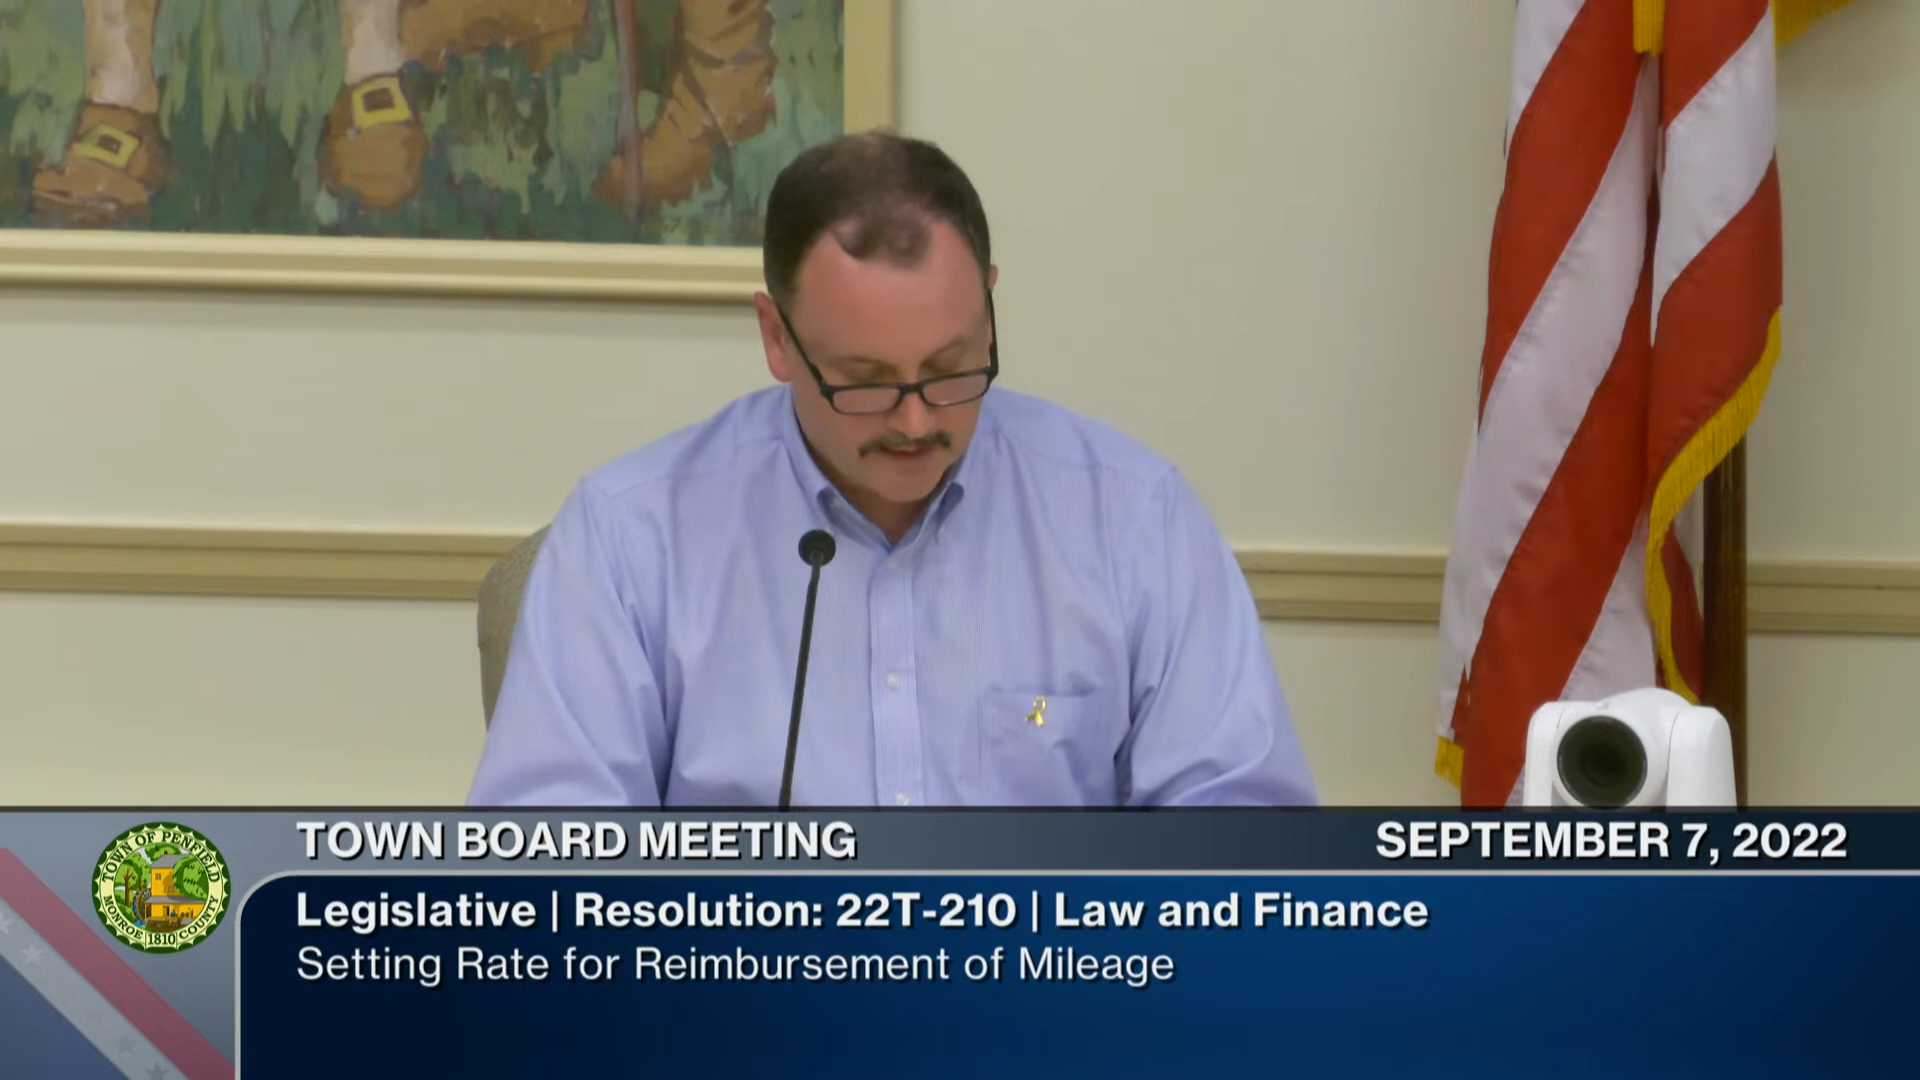 TOWN BOARD MEETING
SEPTEMBER 7, 2022
TOWN OF PENFIELD
MONROE COUNTY
1810
Legislative | Resolution: 22T-210 | Law and Finance
Setting Rate for Reimbursement of Mileage